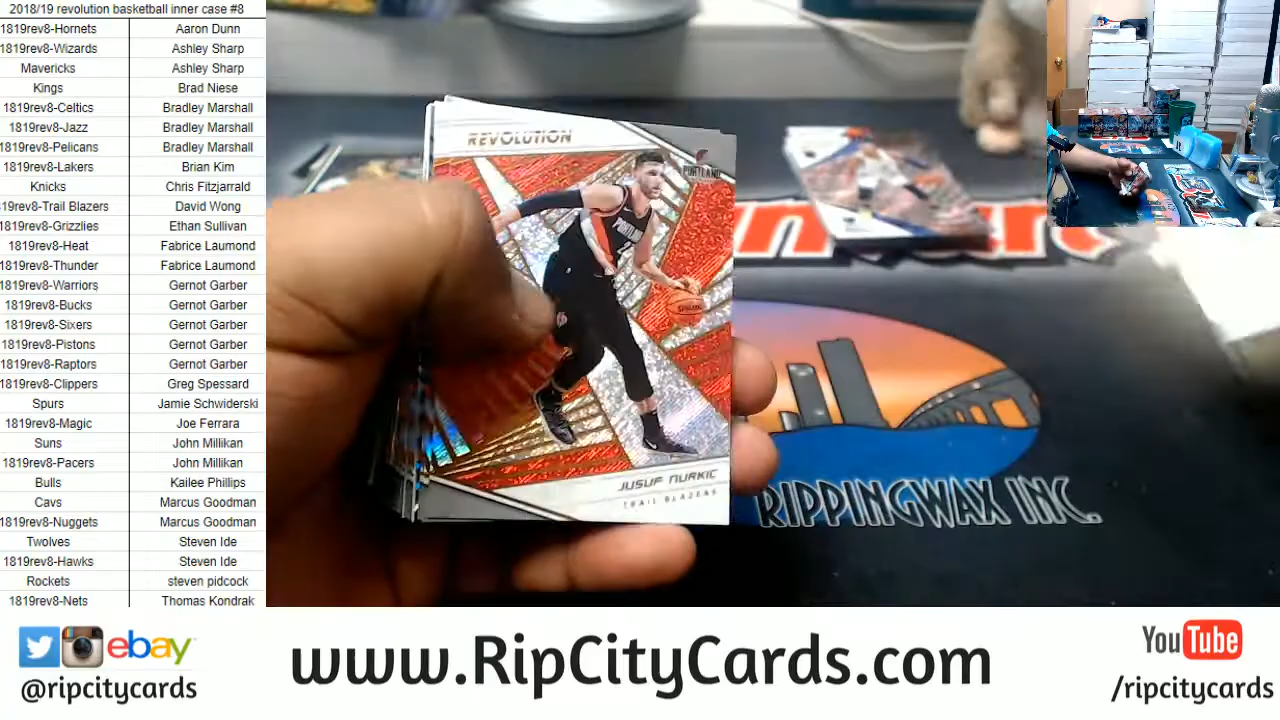 2018/19 revolution basketball inner case #8
1819rev8-Hornets Aaron Dunn
1819rev8-Wizards Ashley Sharp
Mavericks Ashley Sharp
Kings Brad Niese
1819rev8-Celtics Bradley Marshall
1819rev8-Jazz Bradley Marshall
1819rev8-Pelicans Bradley Marshall
1819rev8-Lakers Brian Kim
Knicks Chris Fitzjarrald
819rev8-Trail Blazers David Wong
1819rev8-Grizzlies Ethan Sullivan
1819rev8-Heat Fabrice Laumond
1819rev8-Thunder Fabrice Laumond
1819rev8-Warriors Gernot Garber
1819rev8-Bucks Gernot Garber
1819rev8-Sixers Gernot Garber
1819rev8-Pistons Gernot Garber
1819rev8-Raptors Gernot Garber
1819rev8-Clippers Greg Spessard
Spurs Jamie Schwiderski
1819rev8-Magic Joe Ferrara
Suns John Millikan
1819rev8-Pacers John Millikan
Bulls Kailee Phillips
Cavs Marcus Goodman
1819rev8-Nuggets Marcus Goodman
Twolves Steven Ide
1819rev8-Hawks Steven Ide
Rockets steven pidcock
1819rev8-Nets Thomas Kondrak
REVOLUTION
PORTLAND
JUSUF NURKIC
TRAIL BLAZERS
RIPPINGWAX INC.
ebay
@ripcitycards
www.RipCityCards.com
YouTube
/ripcitycards